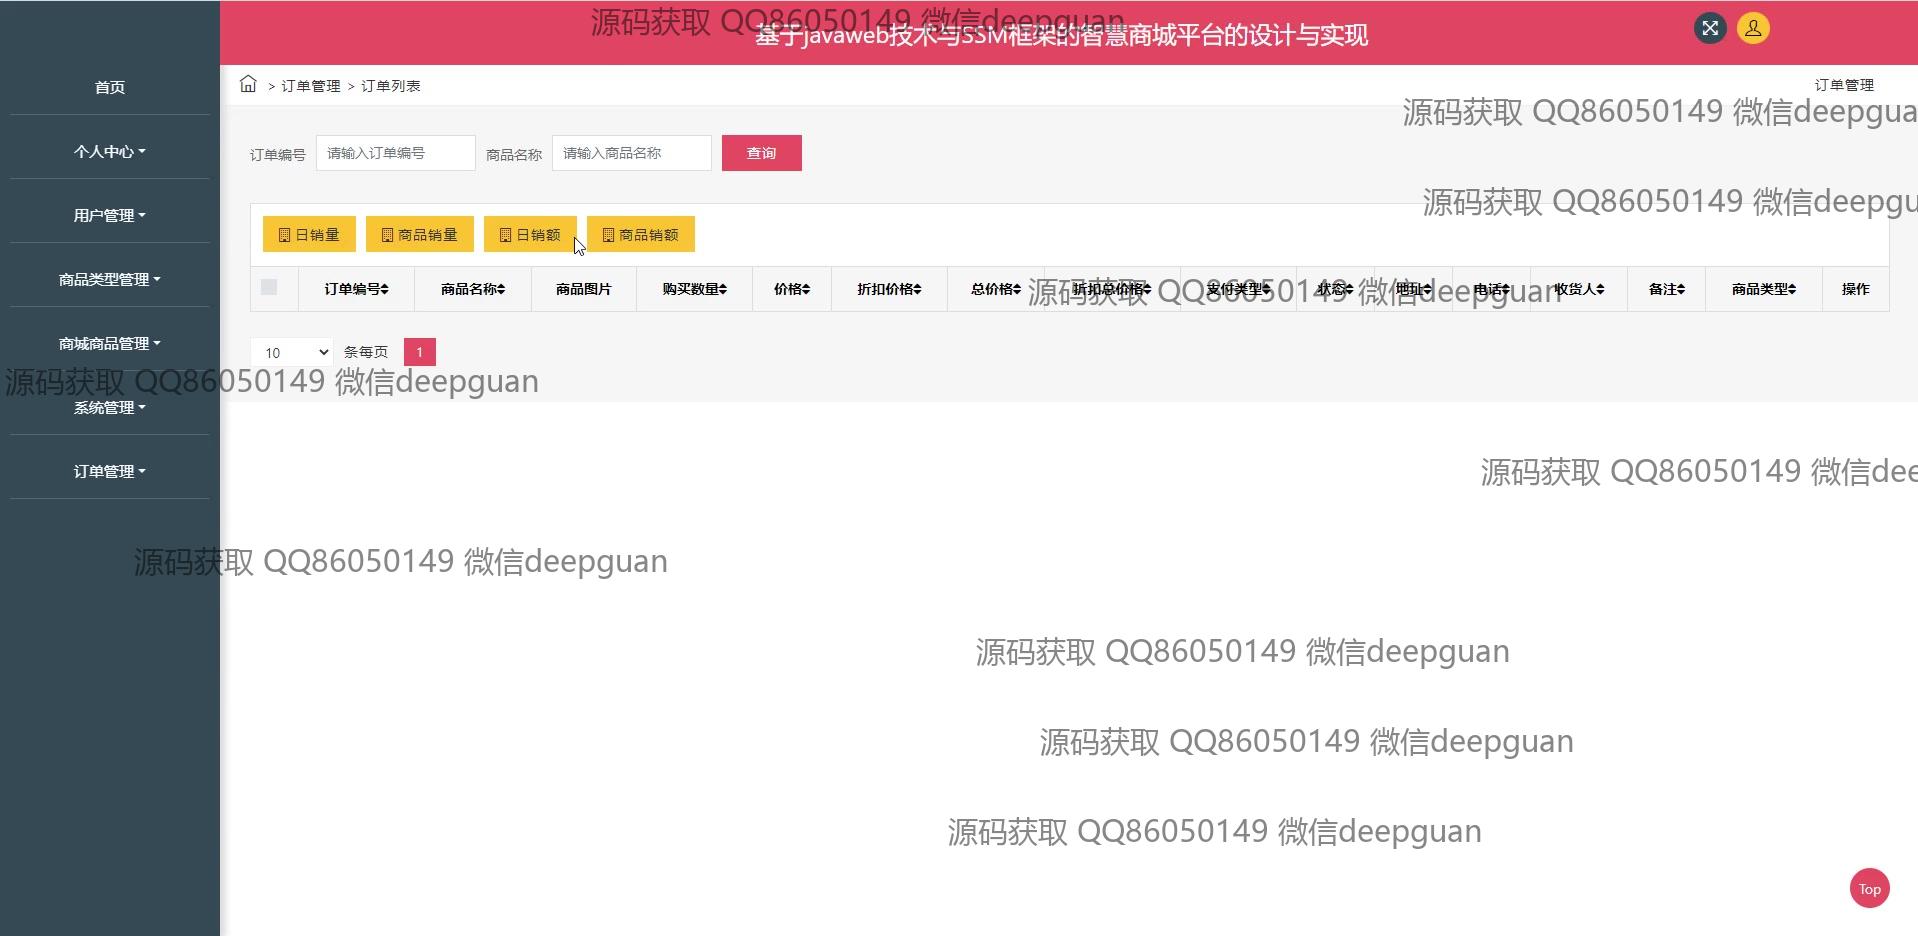 源码获取 QQ86050149 微信deepguan
基于javaweb技术与SSM框架的智慧商城平台的设计与实现
首页
个人中心
用户管理
商品类型管理
商城商品管理
系统管理
订单管理
> 订单管理 > 订单列表
订单管理
源码获取 QQ86050149 微信deepgua
订单编号 请输入订单编号 商品名称 请输入商品名称 查询
源码获取 QQ86050149 微信deepgu
日销量 商品销量 日销额 商品销额
订单编号 商品名称 商品图片 购买数量 价格 折扣价格 总价格 折扣总价格 支付类型 状态 地址 电话 收货人 备注 商品类型 操作
源码获取 QQ86050149 微信deepguan
10 条每页 1
源码获取 QQ86050149 微信deepguan
源码获取 QQ86050149 微信dee
源码获取 QQ86050149 微信deepguan
源码获取 QQ86050149 微信deepguan
源码获取 QQ86050149 微信deepguan
源码获取 QQ86050149 微信deepguan
Top